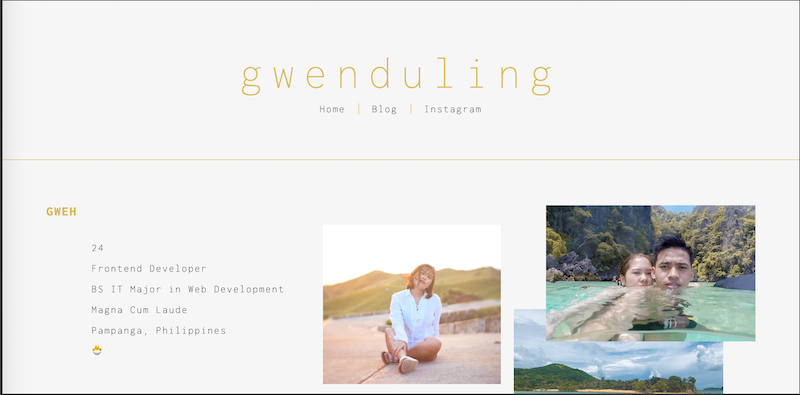 gwenduling
Home | Blog | Instagram
GWEH
24
Frontend Developer
BS IT Major in Web Development
Magna Cum Laude
Pampanga, Philippines
🐣